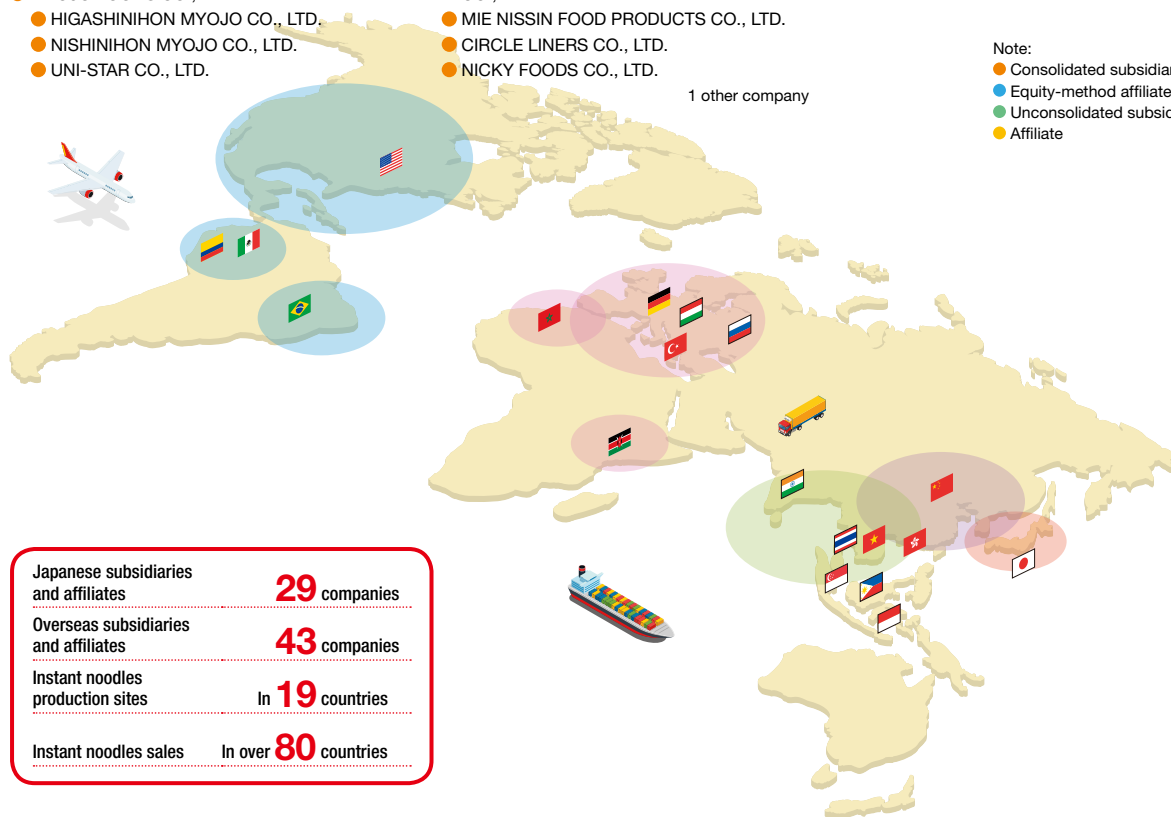 HIGASHINIHON MYOJO CO., LTD.
NISHINIHON MYOJO CO., LTD.
UNI-STAR CO., LTD.
MIE NISSIN FOOD PRODUCTS CO., LTD.
CIRCLE LINERS CO., LTD.
NICKY FOODS CO., LTD.
1 other company
Note:
Consolidated subsidiar
Equity-method affiliate
Unconsolidated subsid
Affiliate
Japanese subsidiaries
and affiliates 29 companies
Overseas subsidiaries
and affiliates 43 companies
Instant noodles
production sites In 19 countries
Instant noodles sales In over 80 countries